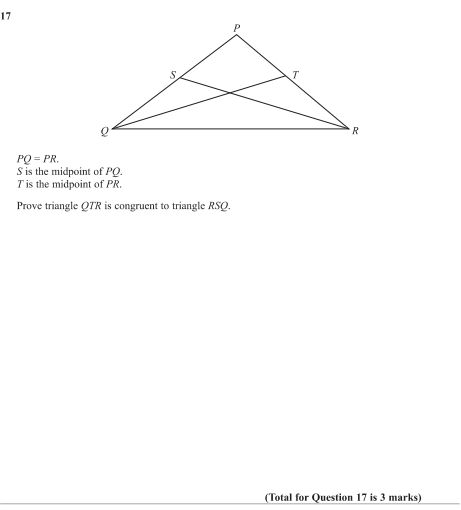 17
P
S
T
Q
R
PQ = PR.
S is the midpoint of PQ.
T is the midpoint of PR.
Prove triangle QTR is congruent to triangle RSQ.
(Total for Question 17 is 3 marks)